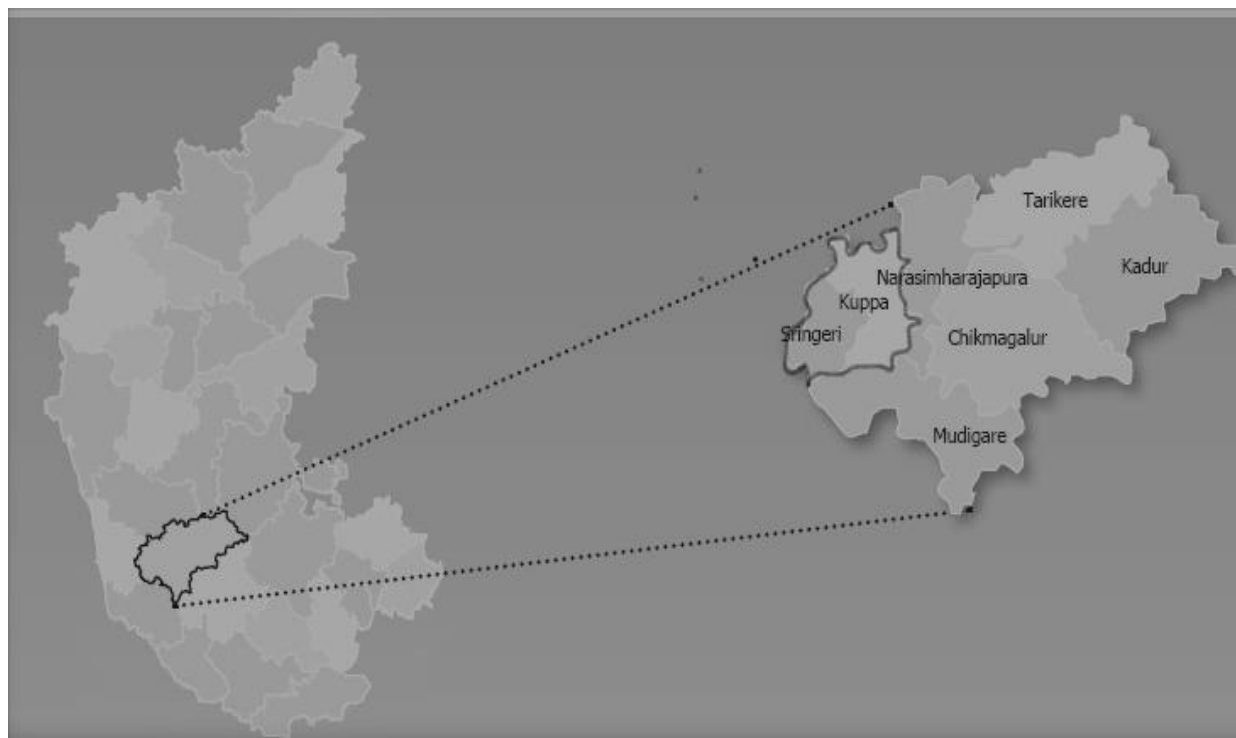 Tarikere
Kadur
Narasimharajapura
Kuppa
Sringeri
Chikmagalur
Mudigare